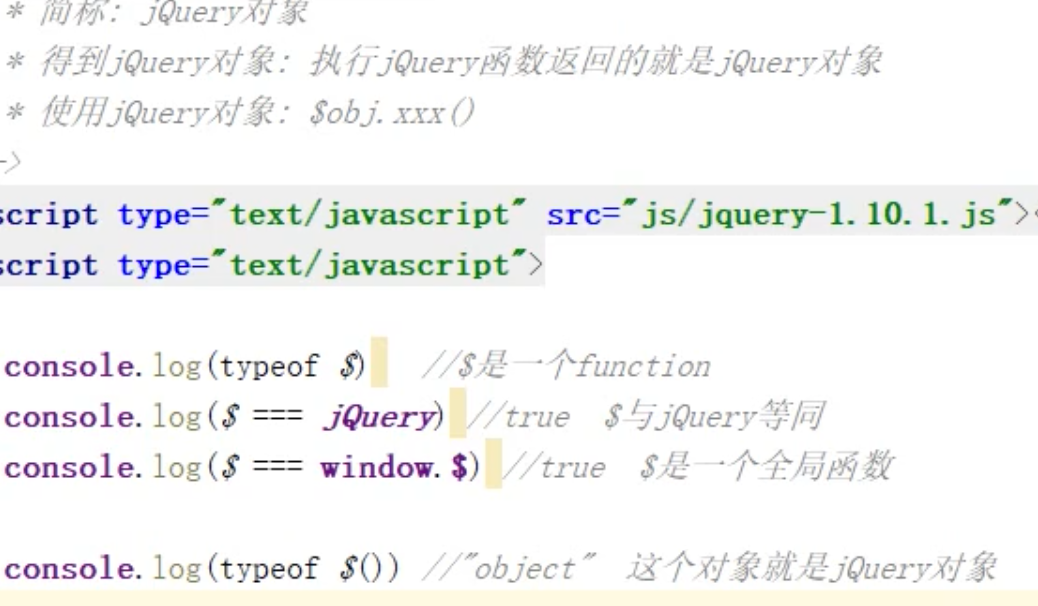 * 简称: jQuery对象
* 得到jQuery对象: 执行jQuery函数返回的就是jQuery对象
* 使用jQuery对象: $obj.xxx()
->
script type="text/javascript" src="js/jquery-1.10.1.js"><
script type="text/javascript">
console.log(typeof $) //$是一个function
console.log($ === jQuery) //true $与jQuery等同
console.log($ === window.$) //true $是一个全局函数
console.log(typeof $()) //"object" 这个对象就是jQuery对象